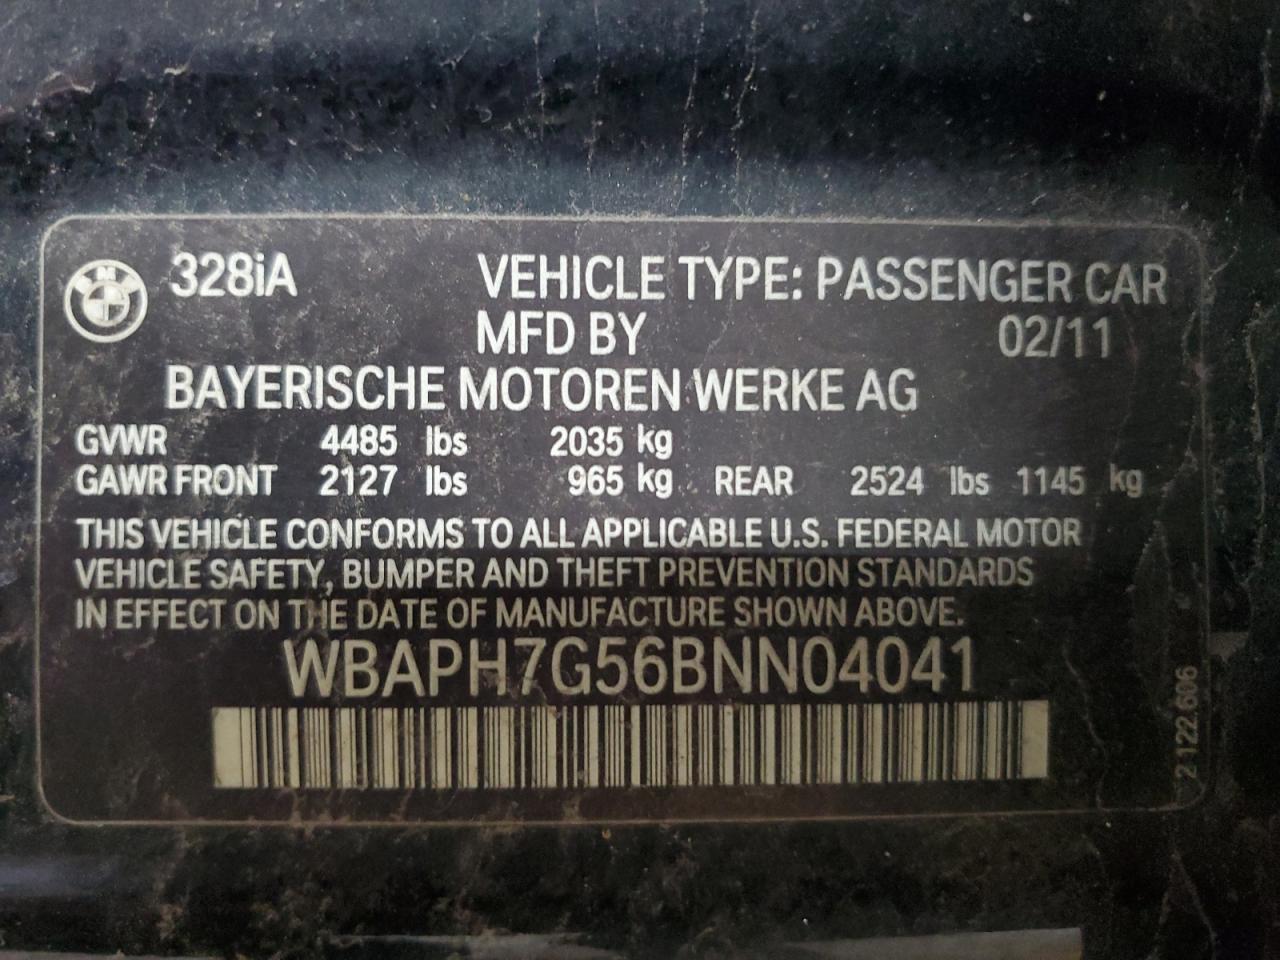 328iA VEHICLE TYPE: PASSENGER CAR
MFD BY 02/11
BAYERISCHE MOTOREN WERKE AG
GVWR 4485 lbs 2035 kg
GAWR FRONT 2127 lbs 965 kg REAR 2524 lbs 1145 kg
THIS VEHICLE CONFORMS TO ALL APPLICABLE U.S. FEDERAL MOTOR
VEHICLE SAFETY, BUMPER AND THEFT PREVENTION STANDARDS
IN EFFECT ON THE DATE OF MANUFACTURE SHOWN ABOVE.
WBAPH7G56BNN04041
2 122 606